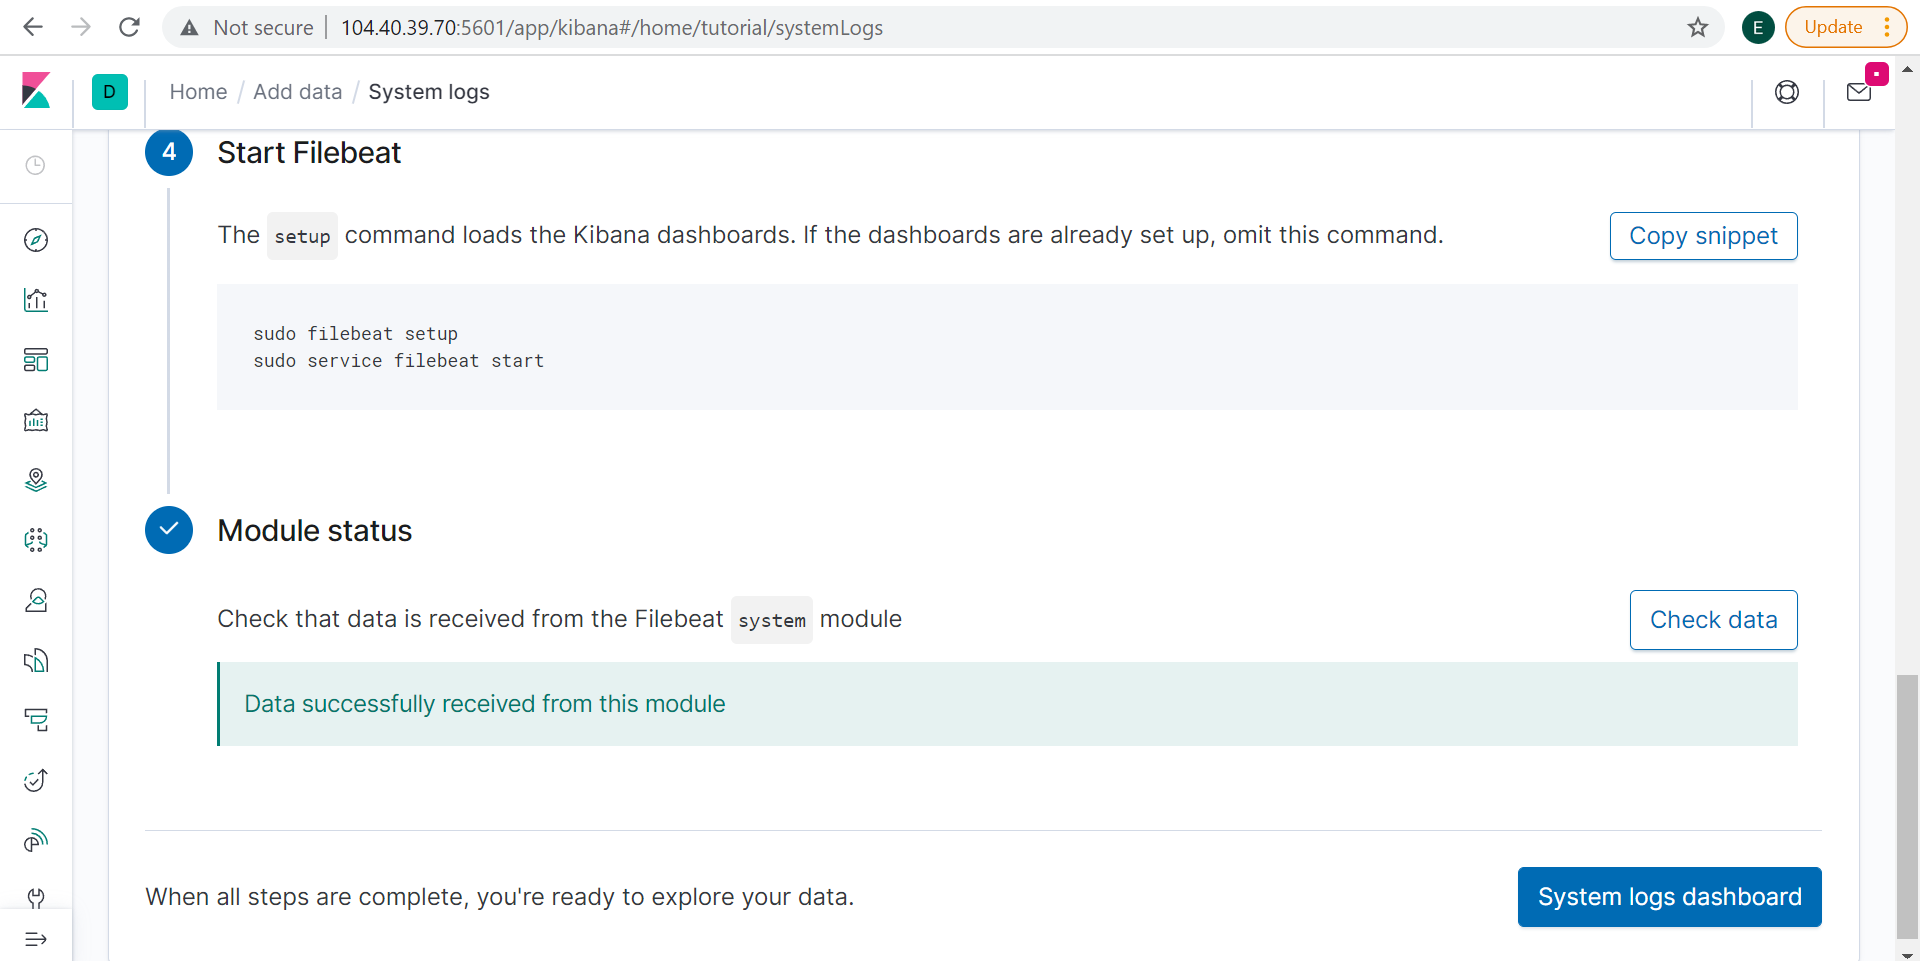 Not secure | 104.40.39.70:5601/app/kibana#/home/tutorial/systemLogs
E
Update
D
Home / Add data / System logs
4 Start Filebeat
The setup command loads the Kibana dashboards. If the dashboards are already set up, omit this command.
Copy snippet
sudo filebeat setup
sudo service filebeat start
Module status
Check that data is received from the Filebeat system module
Check data
Data successfully received from this module
When all steps are complete, you're ready to explore your data.
System logs dashboard